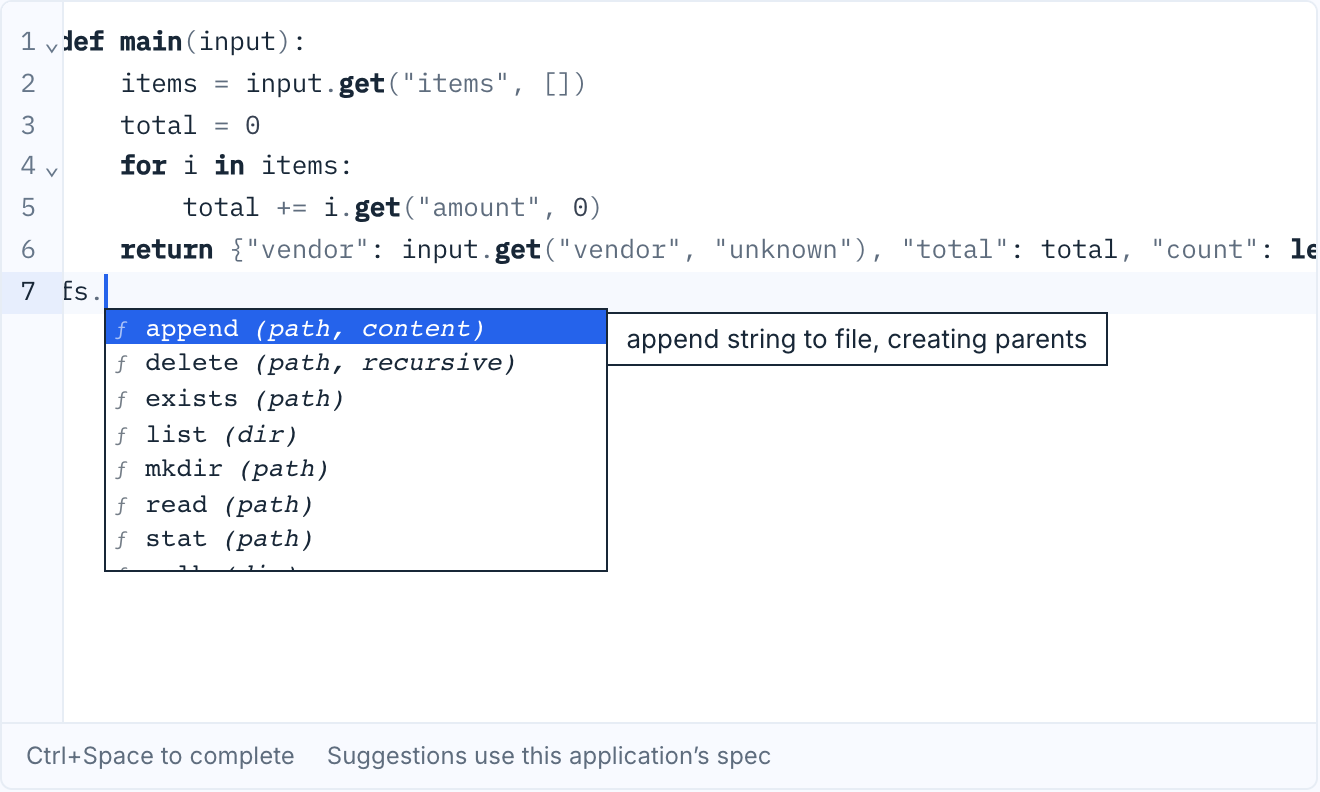 1 def main(input):
2 items = input.get("items", [])
3 total = 0
4 for i in items:
5 total += i.get("amount", 0)
6 return {"vendor": input.get("vendor", "unknown"), "total": total, "count": le
7 fs.
f append (path, content)
append string to file, creating parents
f delete (path, recursive)
f exists (path)
f list (dir)
f mkdir (path)
f read (path)
f stat (path)
Ctrl+Space to complete Suggestions use this application’s spec